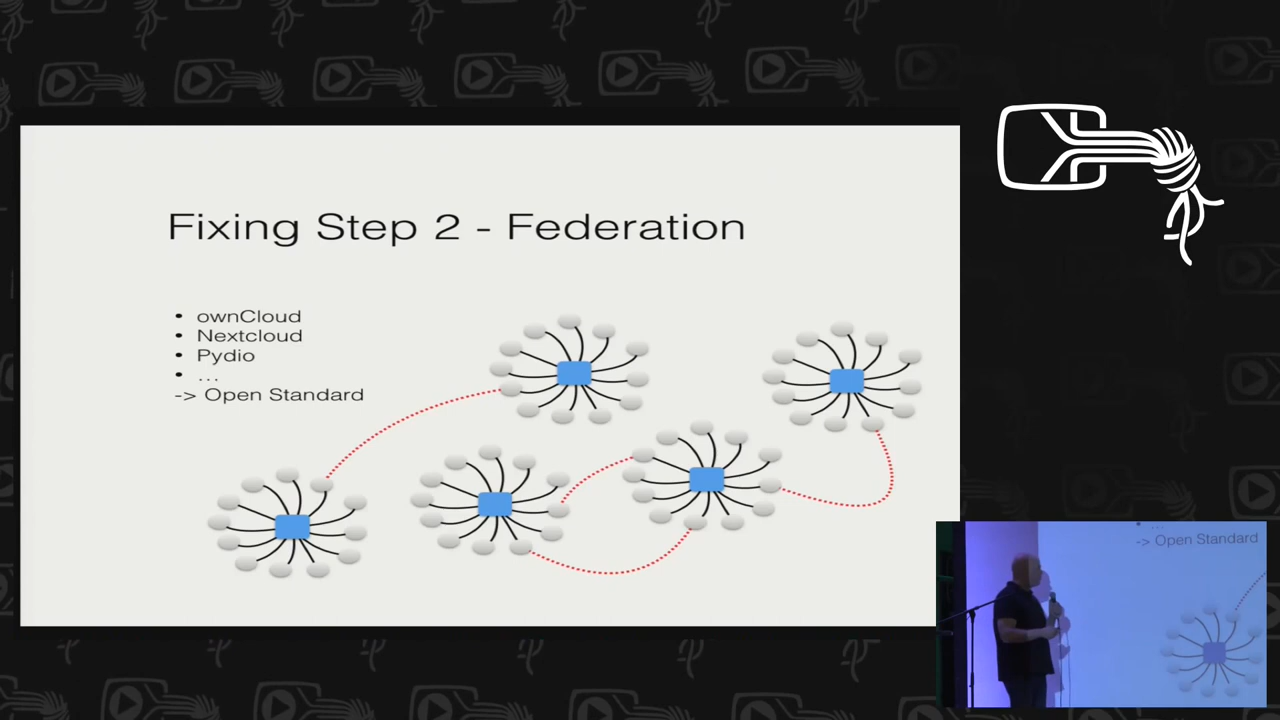 Fixing Step 2 - Federation
• ownCloud
• Nextcloud
• Pydio
• ...
-> Open Standard
...
-> Open Standard